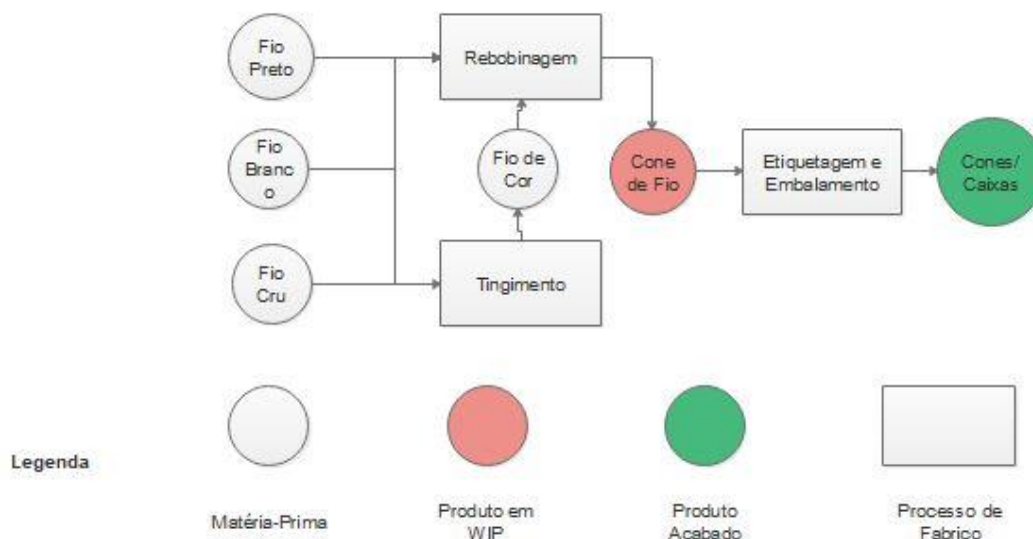 Fio
Preto
Rebobinagem
Fio
Branc
o
Fio de
Cor
Cone
de Fio
Etiquetagem e
Embalamento
Cones/
Caixas
Fio
Cru
Tingimento
Legenda
Matéria-Prima
Produto em
WIP
Produto
Acabado
Processo de
Fabrico